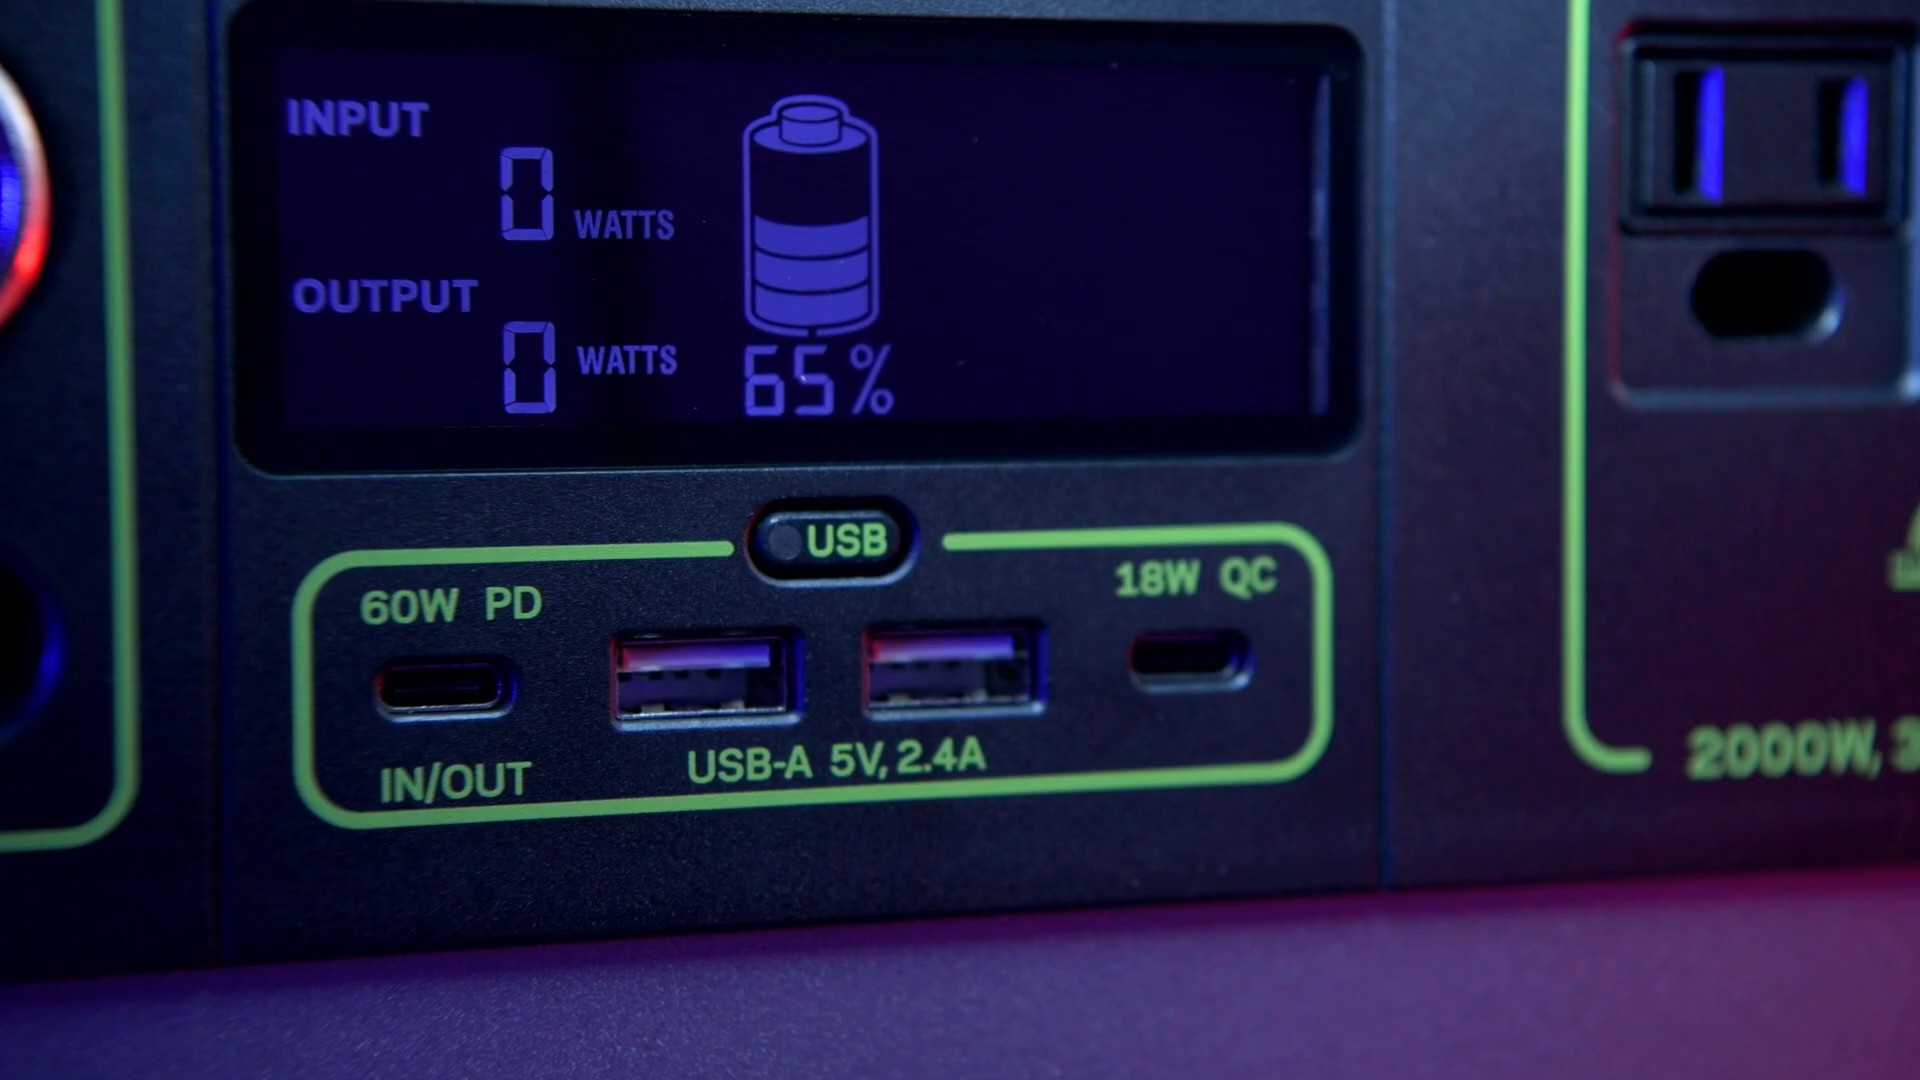 INPUT
0 WATTS
OUTPUT
0 WATTS
65%
USB
60W PD
18W QC
IN/OUT
USB-A 5V, 2.4A
2000W,